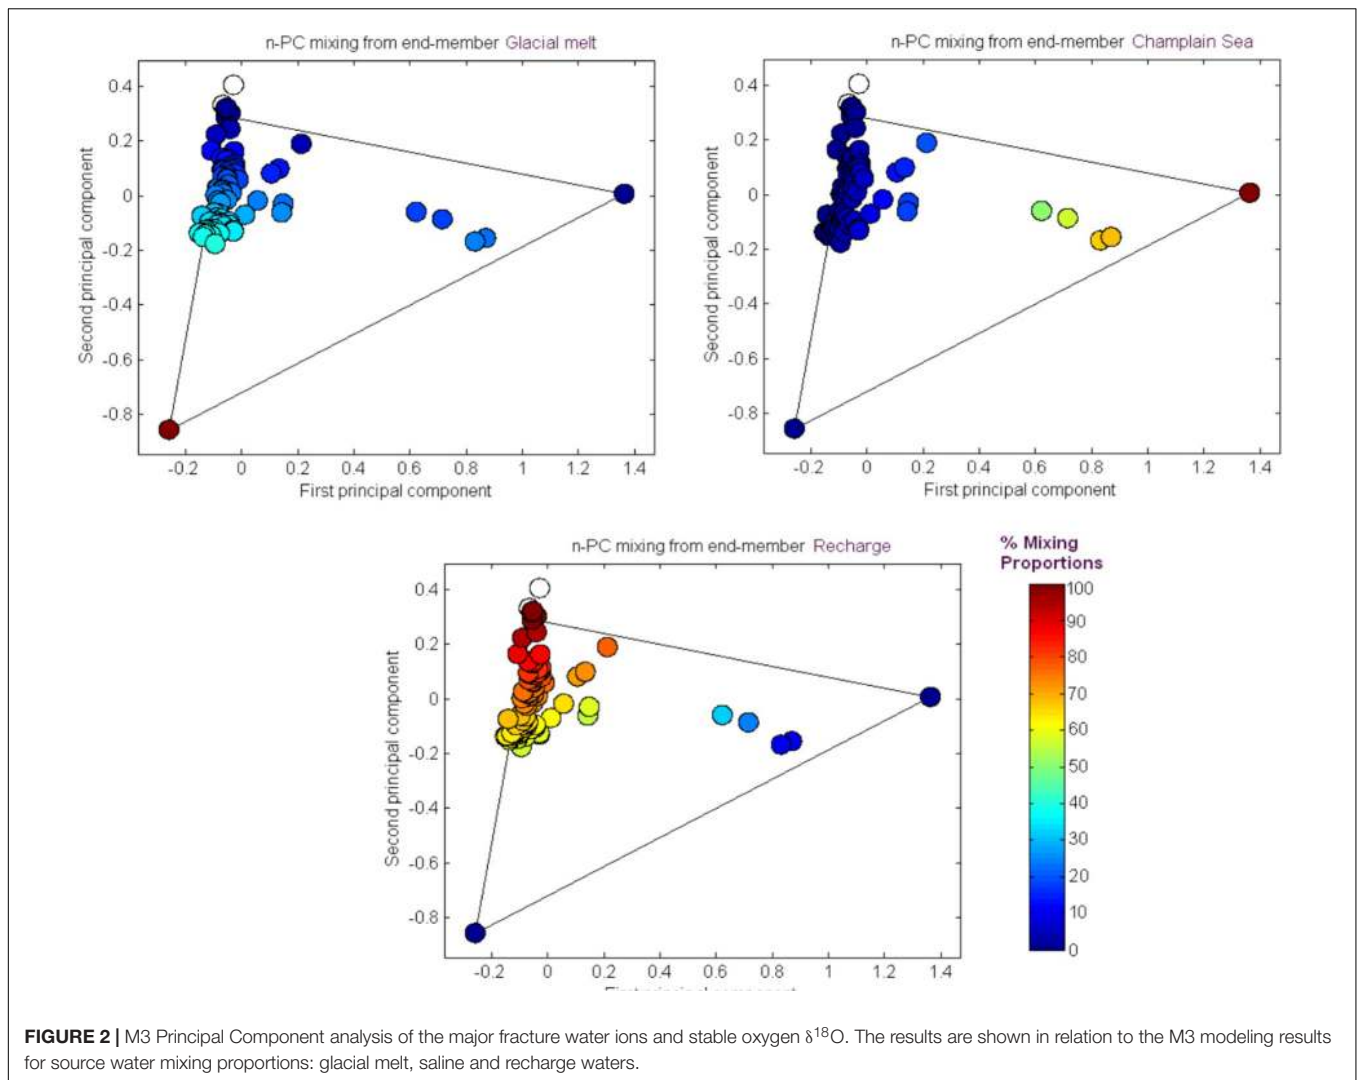 n-PC mixing from end-member Glacial melt
0.4
0.2
0
-0.2
-0.4
-0.6
-0.8
Second principal component
-0.2 0 0.2 0.4 0.6 0.8 1 1.2 1.4
First principal component
n-PC mixing from end-member Champlain Sea
0.4
0.2
0
-0.2
-0.4
-0.6
-0.8
Second principal component
-0.2 0 0.2 0.4 0.6 0.8 1 1.2 1.4
First principal component
n-PC mixing from end-member Recharge
0.4
0.2
0
-0.2
-0.4
-0.6
-0.8
Second principal component
-0.2 0 0.2 0.4 0.6 0.8 1 1.2 1.4
First principal component
% Mixing
Proportions
100
90
80
70
60
50
40
30
20
10
0
FIGURE 2 | M3 Principal Component analysis of the major fracture water ions and stable oxygen δ¹⁸O. The results are shown in relation to the M3 modeling results
for source water mixing proportions: glacial melt, saline and recharge waters.